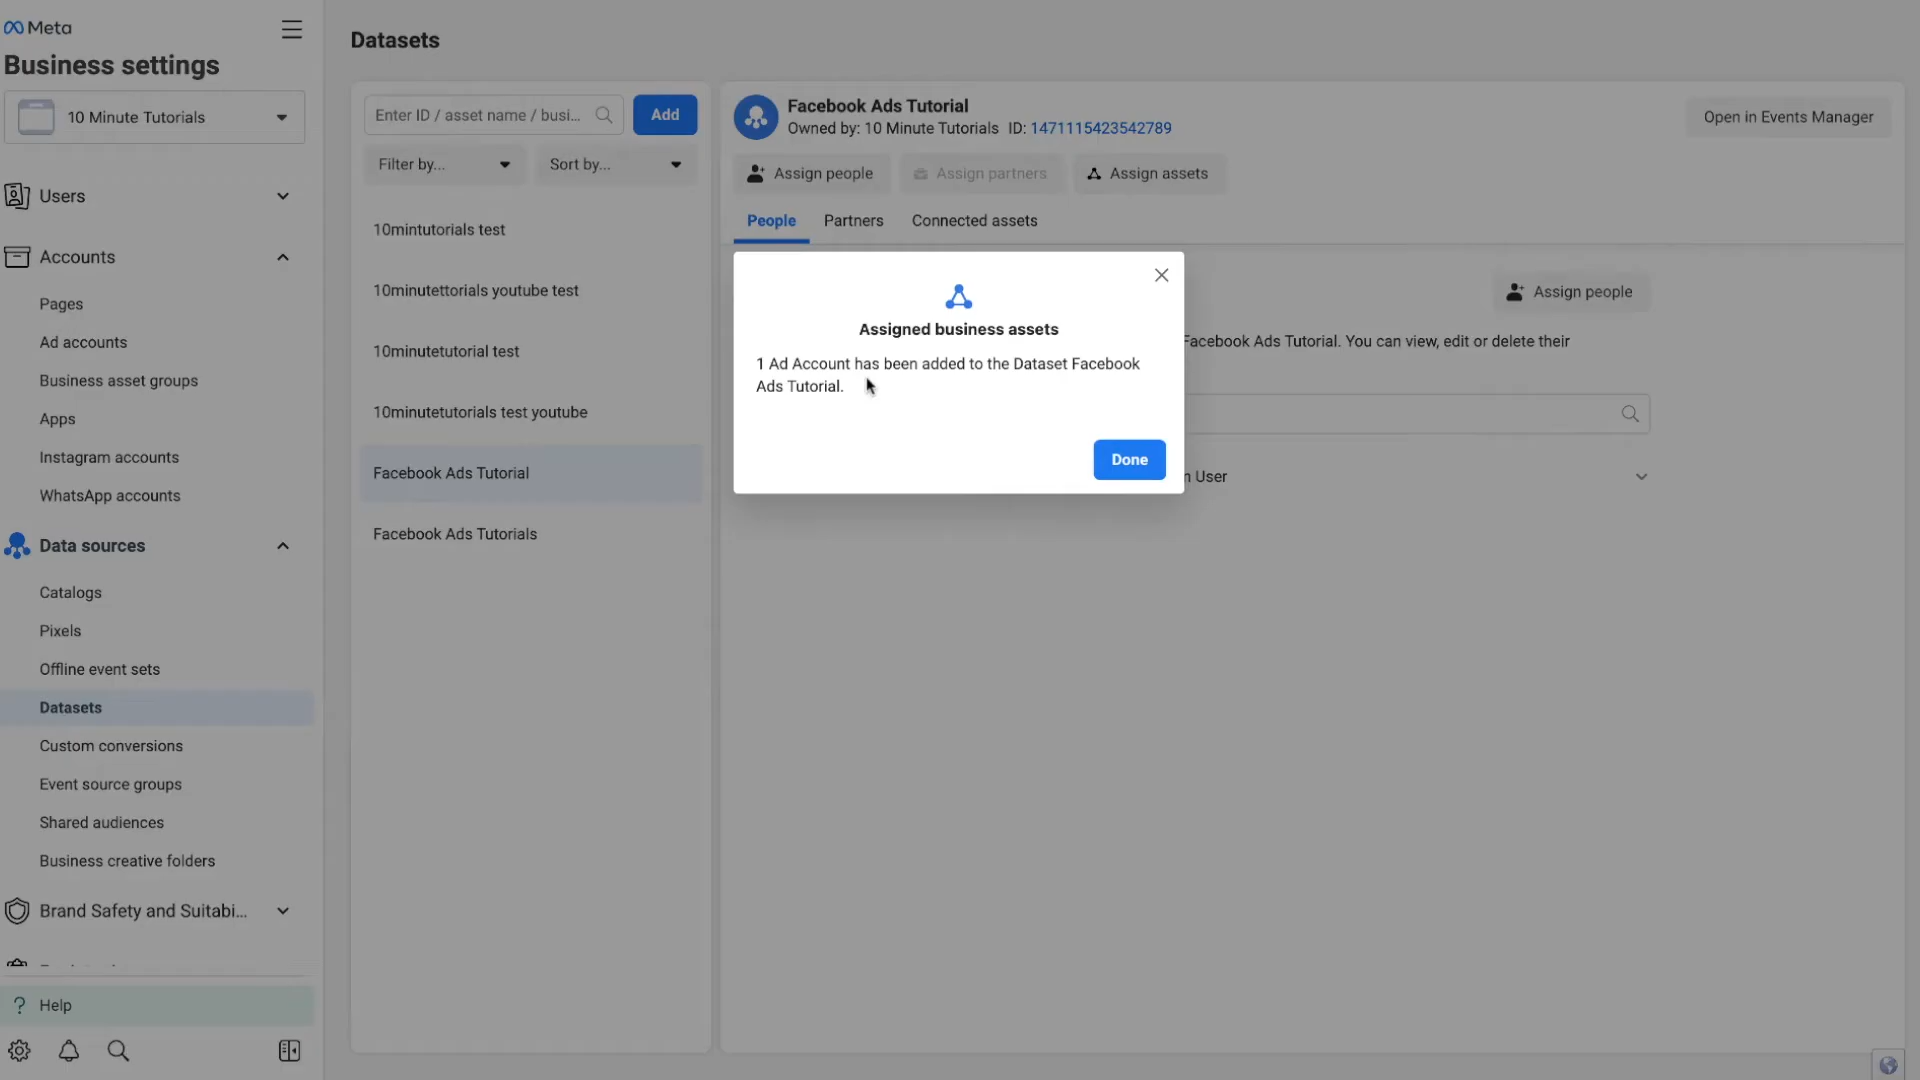 Meta
Business settings
10 Minute Tutorials
Users
Accounts
Pages
Ad accounts
Business asset groups
Apps
Instagram accounts
WhatsApp accounts
Data sources
Catalogs
Pixels
Offline event sets
Datasets
Custom conversions
Event source groups
Shared audiences
Business creative folders
Brand Safety and Suitabi...
? Help
Datasets
Enter ID / asset name / busi...
Add
Filter by...
Sort by...
10mintutorials test
10minutettorials youtube test
10minutetutorial test
10minutetutorials test youtube
Facebook Ads Tutorial
Facebook Ads Tutorials
Facebook Ads Tutorial
Owned by: 10 Minute Tutorials ID: 1471115423542789
Open in Events Manager
Assign people
Assign partners
Assign assets
People
Partners
Connected assets
Assign people
Facebook Ads Tutorial. You can view, edit or delete their
User
Assigned business assets
1 Ad Account has been added to the Dataset Facebook
Ads Tutorial.
Done